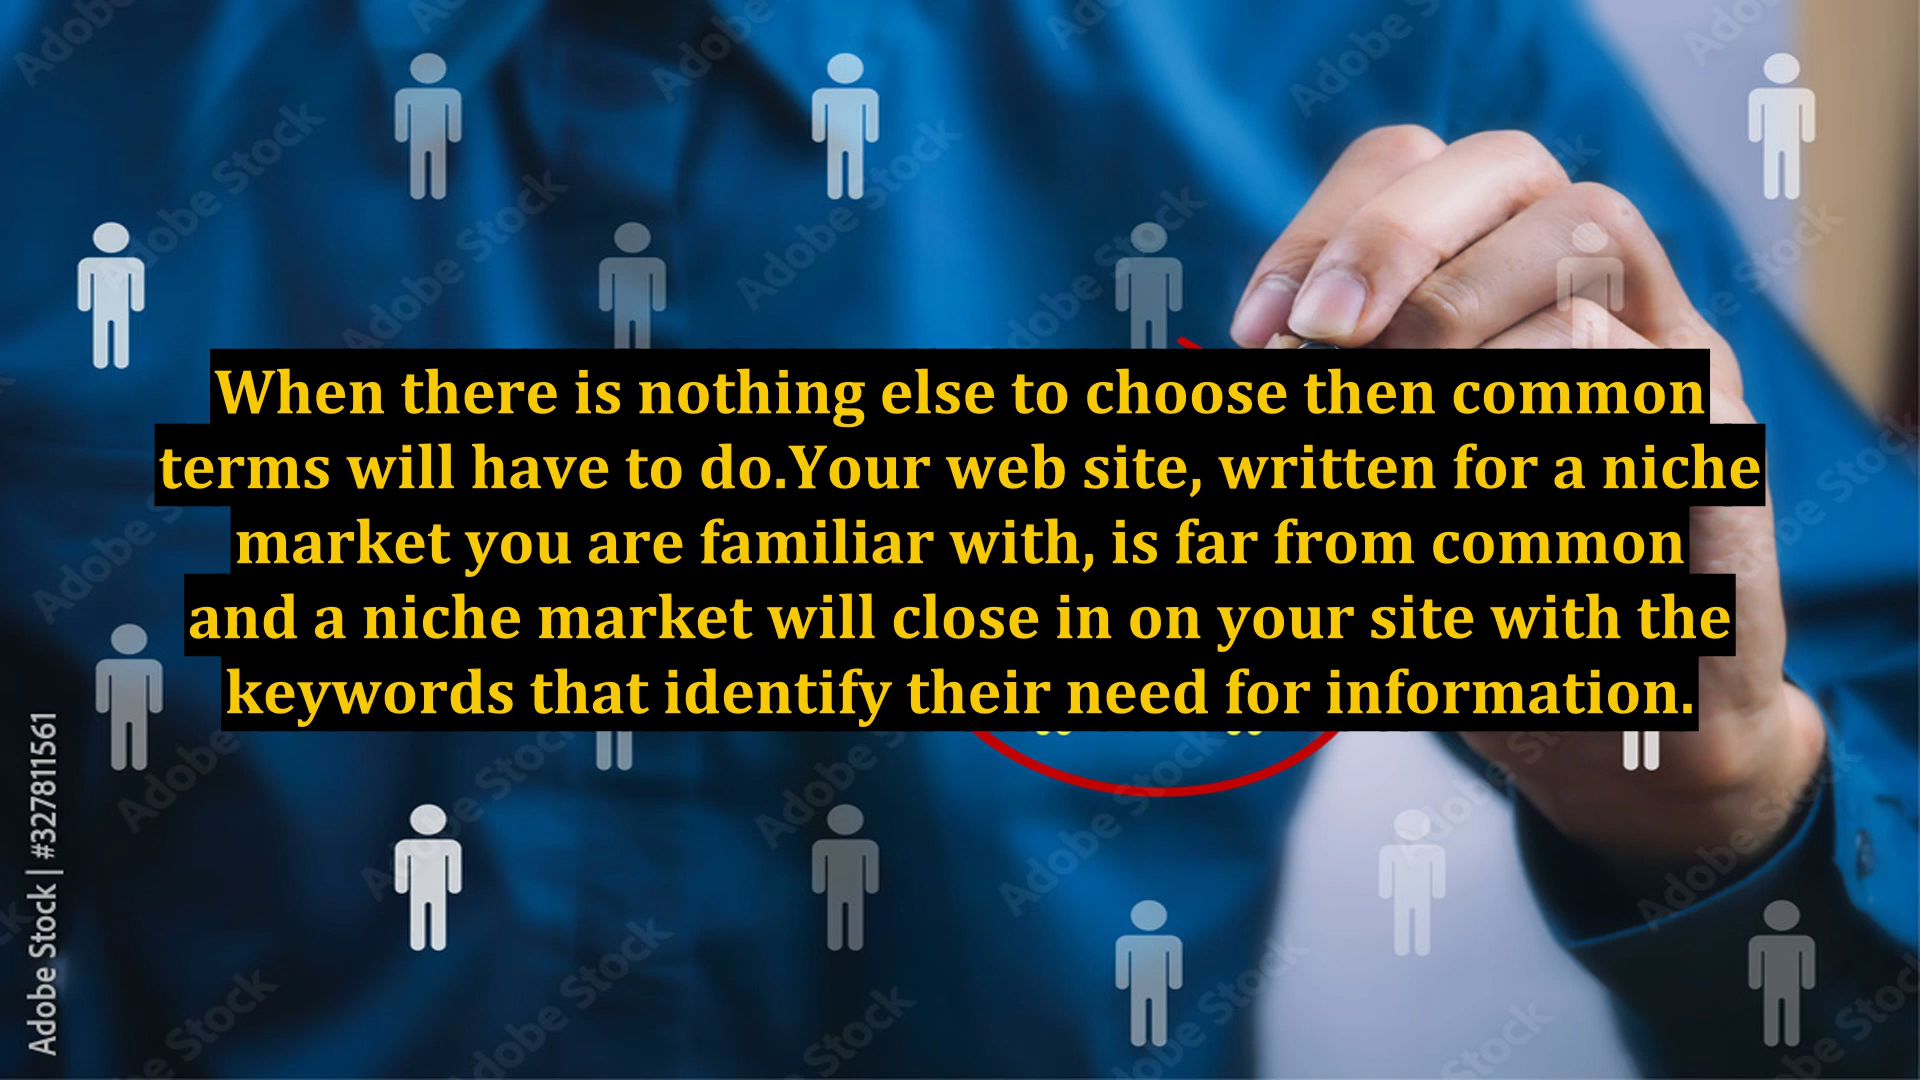 When there is nothing else to choose then common
terms will have to do.Your web site, written for a niche
market you are familiar with, is far from common
and a niche market will close in on your site with the
keywords that identify their need for information.
Adobe Stock | #327811561
Adobe Stock